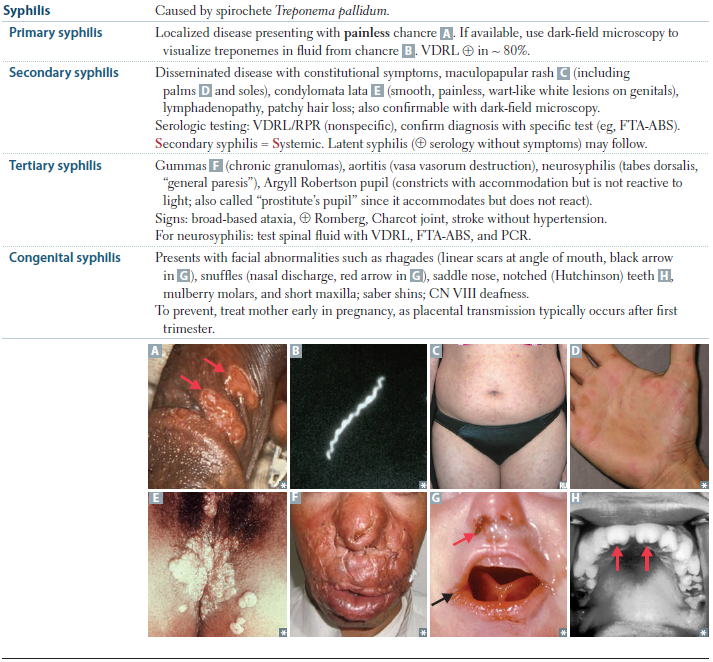 Syphilis Caused by spirochete Treponema pallidum.
Primary syphilis Localized disease presenting with painless chancre A. If available, use dark-field microscopy to
visualize treponemes in fluid from chancre B. VDRL ⊕ in ~ 80%.
Secondary syphilis Disseminated disease with constitutional symptoms, maculopapular rash C (including
palms D and soles), condylomata lata E (smooth, painless, wart-like white lesions on genitals),
lymphadenopathy, patchy hair loss; also confirmable with dark-field microscopy.
Serologic testing: VDRL/RPR (nonspecific), confirm diagnosis with specific test (eg, FTA-ABS).
Secondary syphilis = Systemic. Latent syphilis (⊕ serology without symptoms) may follow.
Tertiary syphilis Gummas F (chronic granulomas), aortitis (vasa vasorum destruction), neurosyphilis (tabes dorsalis,
“general paresis”), Argyll Robertson pupil (constricts with accommodation but is not reactive to
light; also called “prostitute’s pupil” since it accommodates but does not react).
Signs: broad-based ataxia, ⊕ Romberg, Charcot joint, stroke without hypertension.
For neurosyphilis: test spinal fluid with VDRL, FTA-ABS, and PCR.
Congenital syphilis Presents with facial abnormalities such as rhagades (linear scars at angle of mouth, black arrow
in G), snuffles (nasal discharge, red arrow in G), saddle nose, notched (Hutchinson) teeth H,
mulberry molars, and short maxilla; saber shins; CN VIII deafness.
To prevent, treat mother early in pregnancy, as placental transmission typically occurs after first
trimester.
A B C D
RU
E F G H